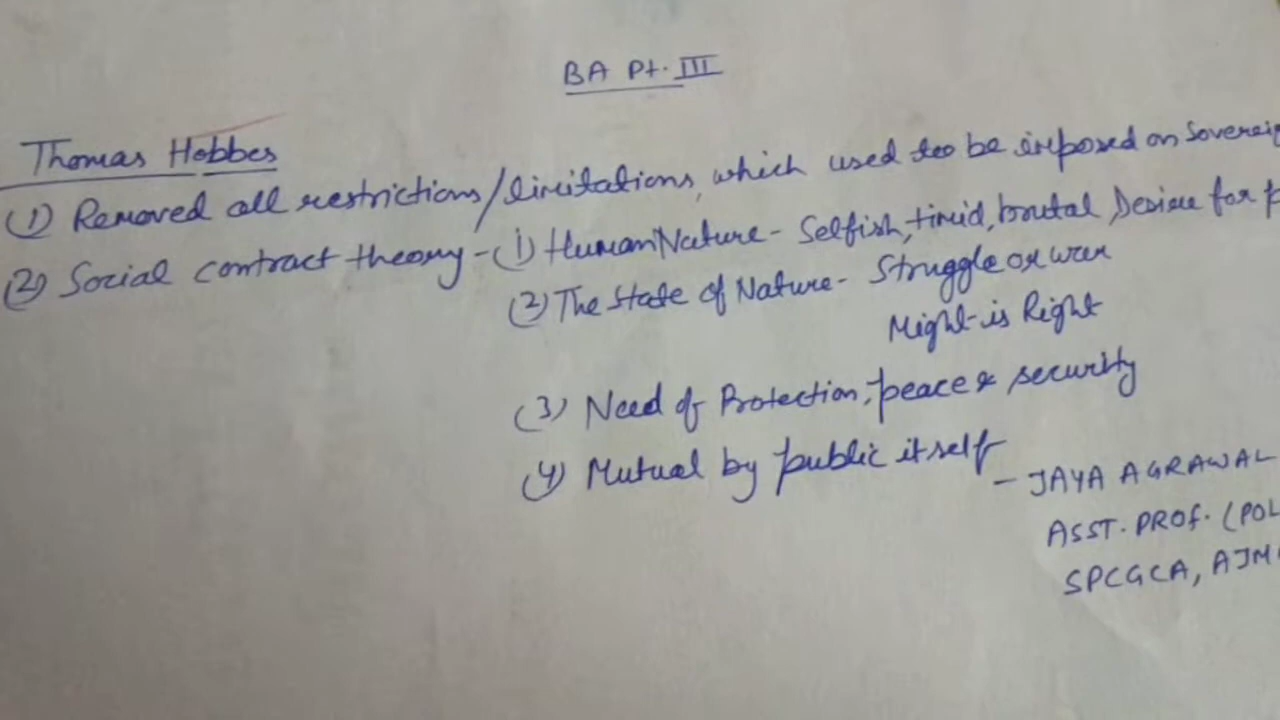 BA Pt. III
Thomas Hobbes
(1) Removed all restrictions/limitations, which used to be imposed on Soverei
(2) Social contract theory - (1) Human Nature - Selfish, timid, brutal, Desire for p
(2) The State of Nature - Struggle or war
Might is Right
(3) Need of Protection, peace & security
(4) Mutual by public itself
- JAYA AGRAWAL
ASST. PROF. (POL
SPCGCA, AJM